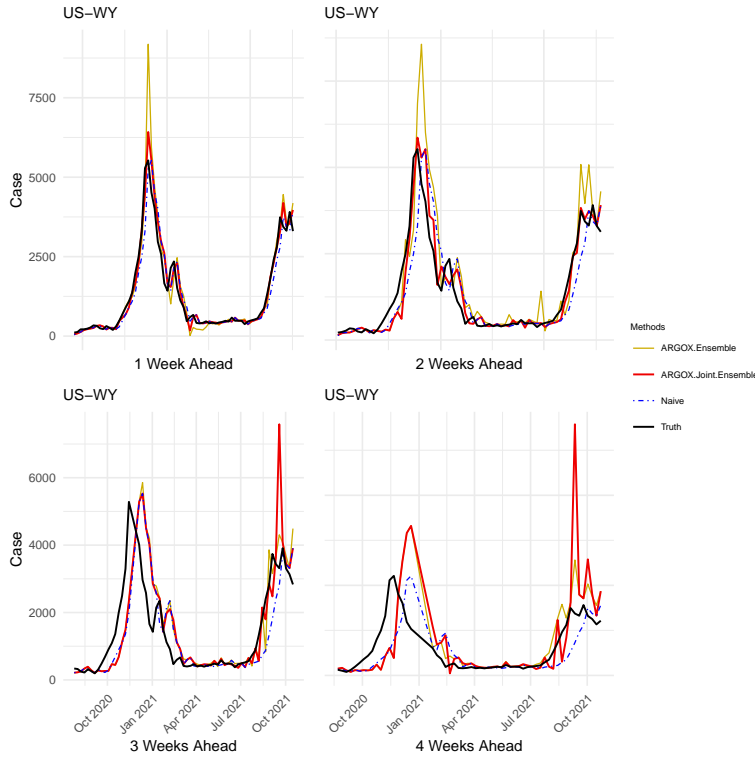 US−WY
US−WY
Case
7500
5000
2500
0
1 Week Ahead
2 Weeks Ahead
Methods
ARGOX.Ensemble
ARGOX.Joint.Ensemble
Naive
Truth
US−WY
US−WY
Case
6000
4000
2000
0
Oct 2020
Jan 2021
Apr 2021
Jul 2021
Oct 2021
Oct 2020
Jan 2021
Apr 2021
Jul 2021
Oct 2021
3 Weeks Ahead
4 Weeks Ahead